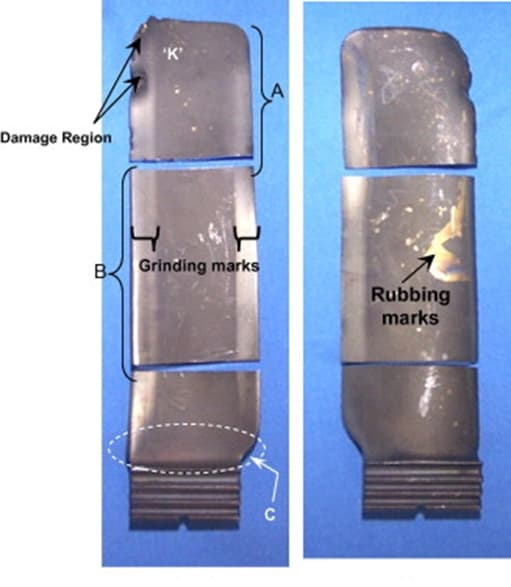 'K'
A
Damage Region
B
Grinding marks
Rubbing
marks
C